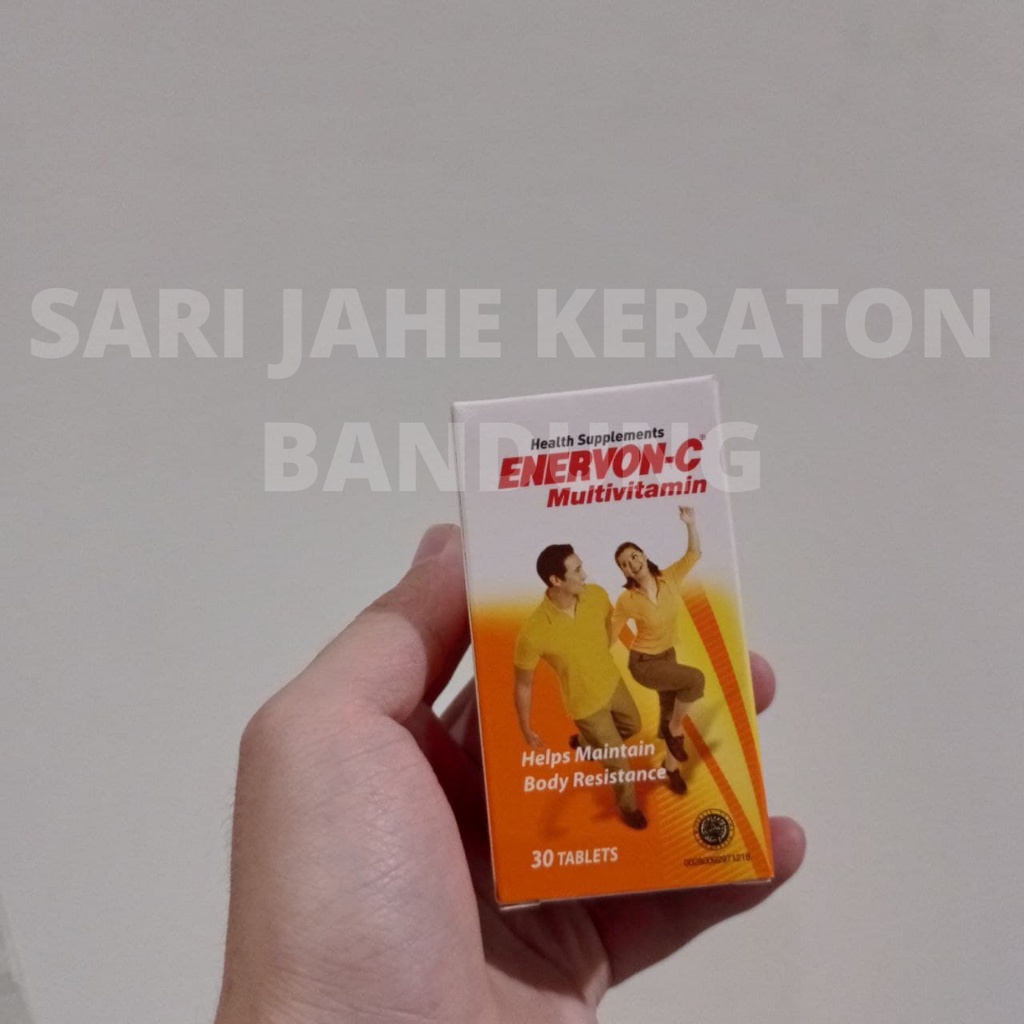 SARI JAHE KERATON
BANDUNG
Health Supplements
ENERVON-C®
Multivitamin
Helps Maintain
Body Resistance
30 TABLETS